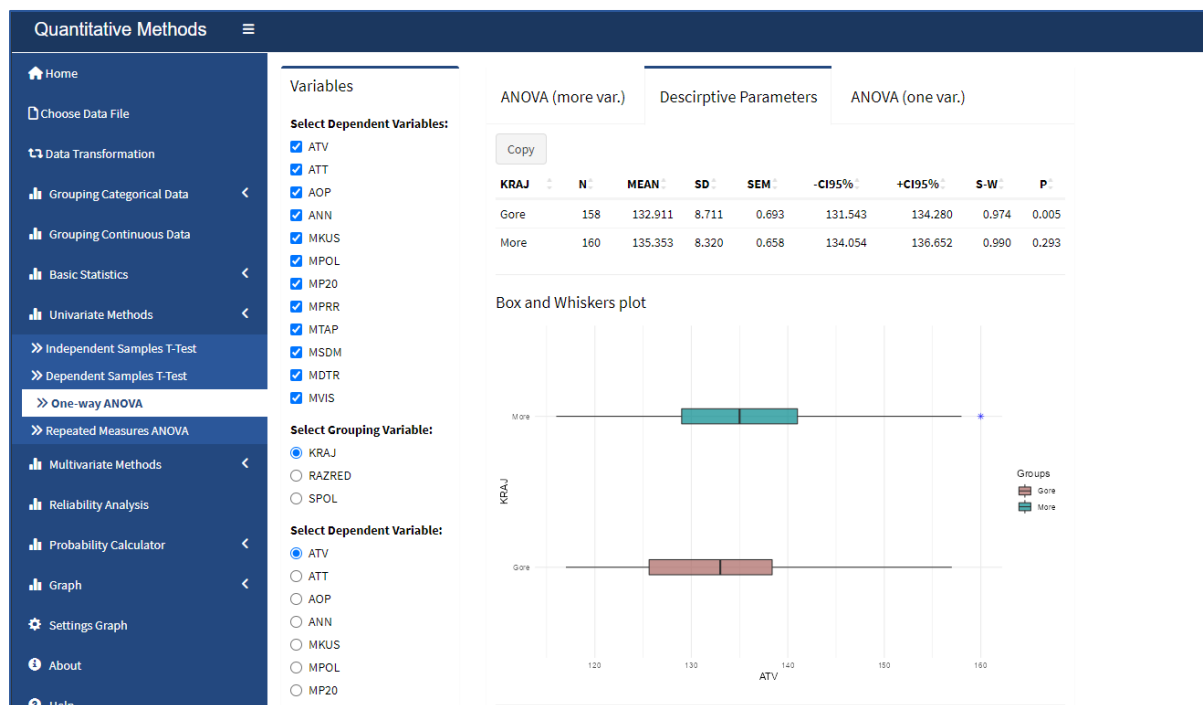 Quantitative Methods
Home
Choose Data File
Data Transformation
Grouping Categorical Data
Grouping Continuous Data
Basic Statistics
Univariate Methods
Independent Samples T-Test
Dependent Samples T-Test
One-way ANOVA
Repeated Measures ANOVA
Multivariate Methods
Reliability Analysis
Probability Calculator
Graph
Settings Graph
About
Help
Variables
Select Dependent Variables:
ATV
ATT
AOP
ANN
MKUS
MPOL
MP20
MPRR
MTAP
MSDM
MDTR
MVIS
Select Grouping Variable:
KRAJ
RAZRED
SPOL
Select Dependent Variable:
ATV
ATT
AOP
ANN
MKUS
MPOL
MP20
ANOVA (more var.) Descirptive Parameters ANOVA (one var.)
Copy
KRAJ N MEAN SD SEM -CI95% +CI95% S-W P
Gore 158 132.911 8.711 0.693 131.543 134.280 0.974 0.005
More 160 135.353 8.320 0.658 134.054 136.652 0.990 0.293
Box and Whiskers plot
More
Gore
KRAJ
120 130 140 150 160
ATV
Groups
Gore
More